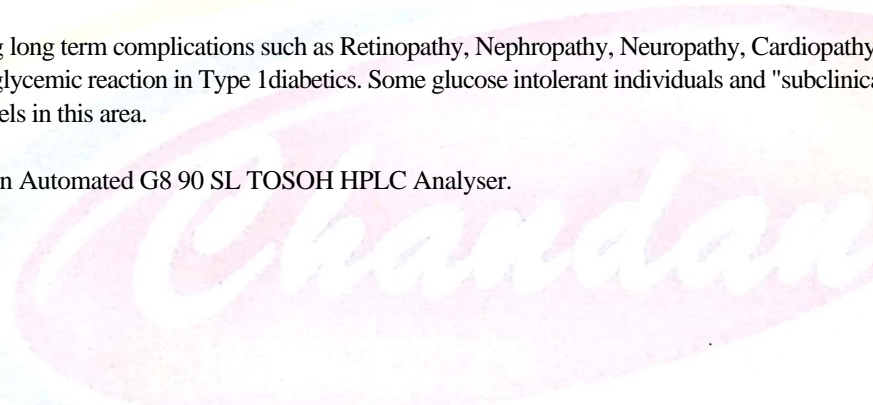 long term complications such as Retinopathy, Nephropathy, Neuropathy, Cardiopathy
glycemic reaction in Type 1diabetics. Some glucose intolerant individuals and "subclinica
els in this area.
n Automated G8 90 SL TOSOH HPLC Analyser.
Chandan